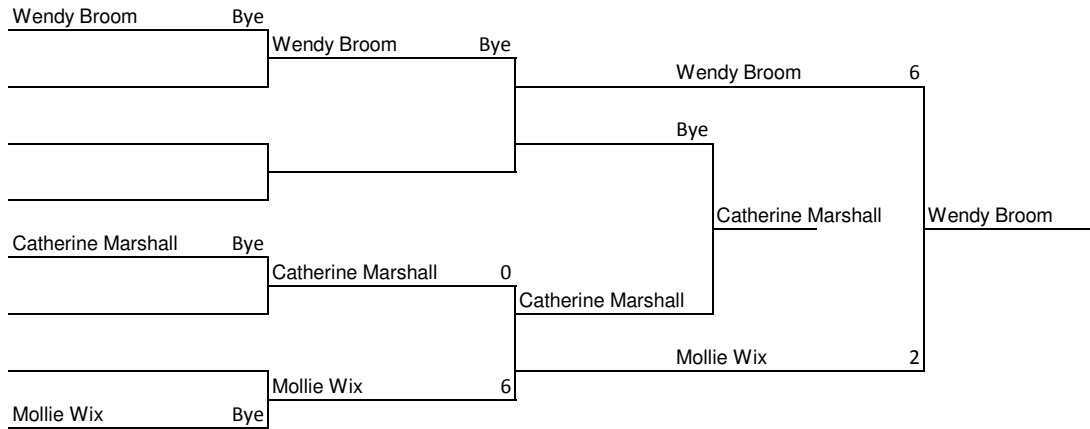 Wendy Broom Bye
Wendy Broom Bye
Wendy Broom 6
Bye
Catherine Marshall Wendy Broom
Catherine Marshall Bye
Catherine Marshall 0
Catherine Marshall
Mollie Wix 2
Mollie Wix 6
Mollie Wix Bye